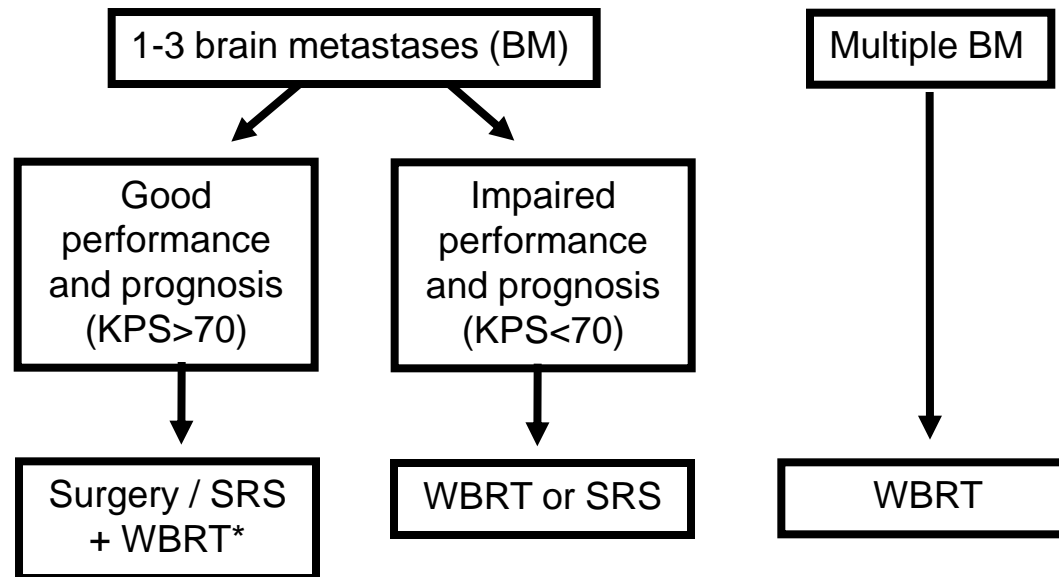 1-3 brain metastases (BM)
Multiple BM
Good
performance
and prognosis
(KPS>70)
Impaired
performance
and prognosis
(KPS<70)
Surgery / SRS
+ WBRT*
WBRT or SRS
WBRT